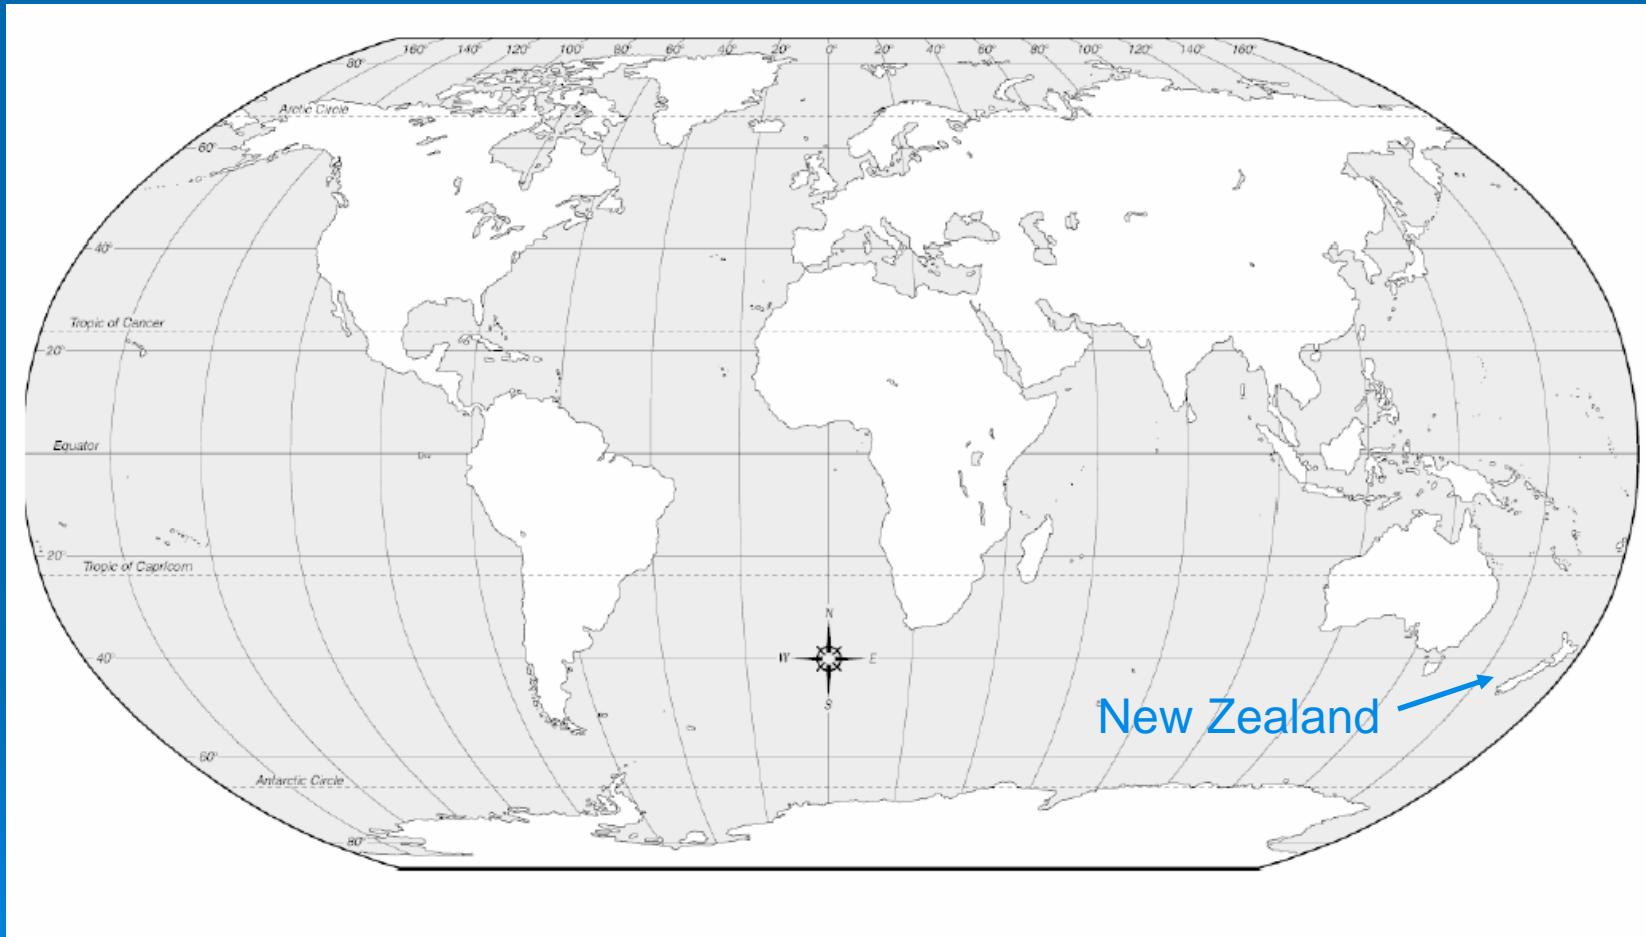 160° 140° 120° 100° 80° 60° 40° 20° 0° 20° 40° 60° 80° 100° 120° 140° 160°
80°
Arctic Circle
60°
40°
Tropic of Cancer
20°
Equator
20°
Tropic of Capricorn
N
W E
S
40°
New Zealand
60°
Antarctic Circle
80°